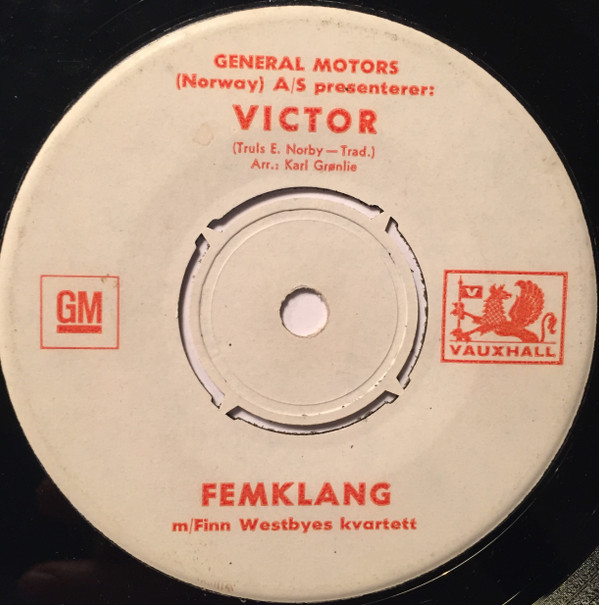 GENERAL MOTORS
(Norway) A/S presenterer:
VICTOR
(Truls E. Norby — Trad.)
Arr.: Karl Grønlie
GM
V
VAUXHALL
FEMKLANG
m/Finn Westbyes kvartett